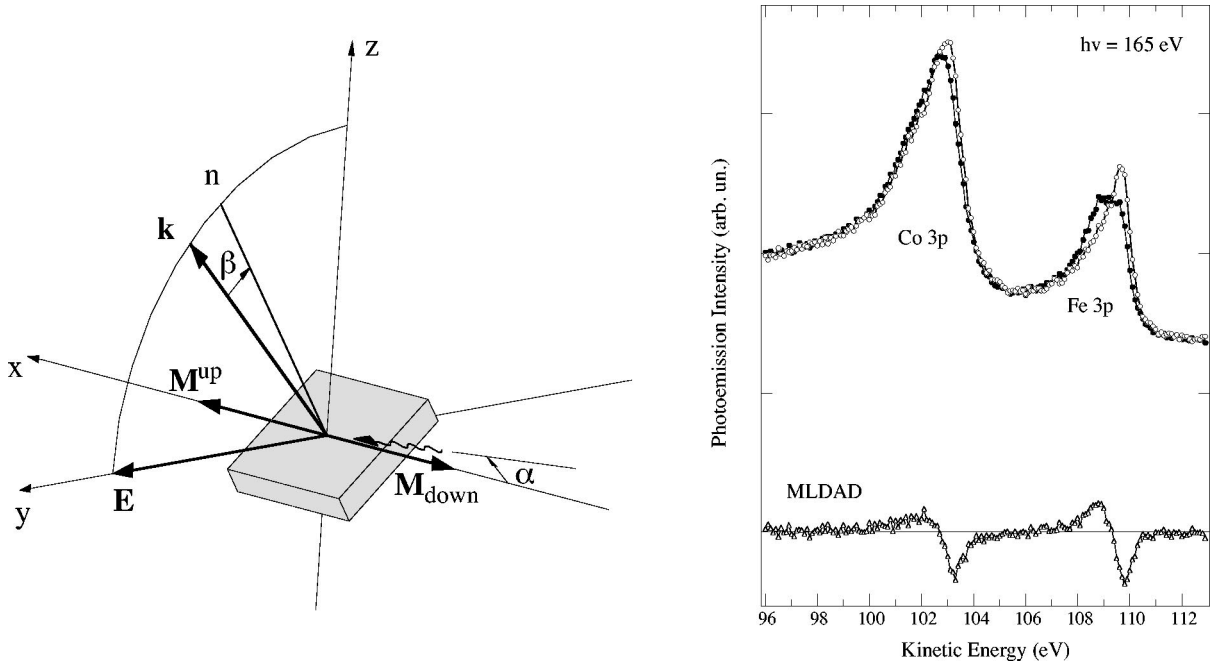 z
n
k
β
x
M^up
α
M_down
y
E
hν = 165 eV
Co 3p
Fe 3p
MLDAD
Photoemission Intensity (arb. un.)
96 98 100 102 104 106 108 110 112
Kinetic Energy (eV)